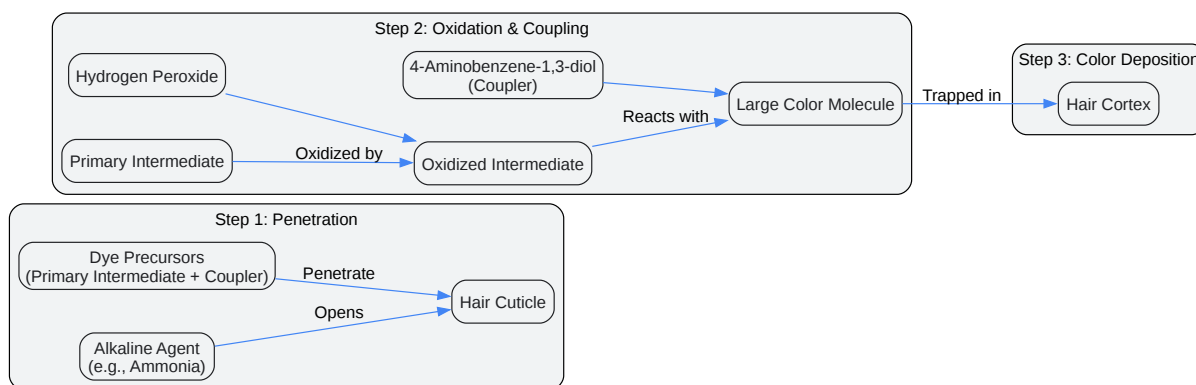 Step 2: Oxidation & Coupling
Hydrogen Peroxide
4-Aminobenzene-1,3-diol
(Coupler)
Large Color Molecule
Reacts with
Primary Intermediate
Oxidized by
Oxidized Intermediate
Trapped in
Step 3: Color Deposition
Hair Cortex
Step 1: Penetration
Dye Precursors
(Primary Intermediate + Coupler)
Penetrate
Hair Cuticle
Opens
Alkaline Agent
(e.g., Ammonia)